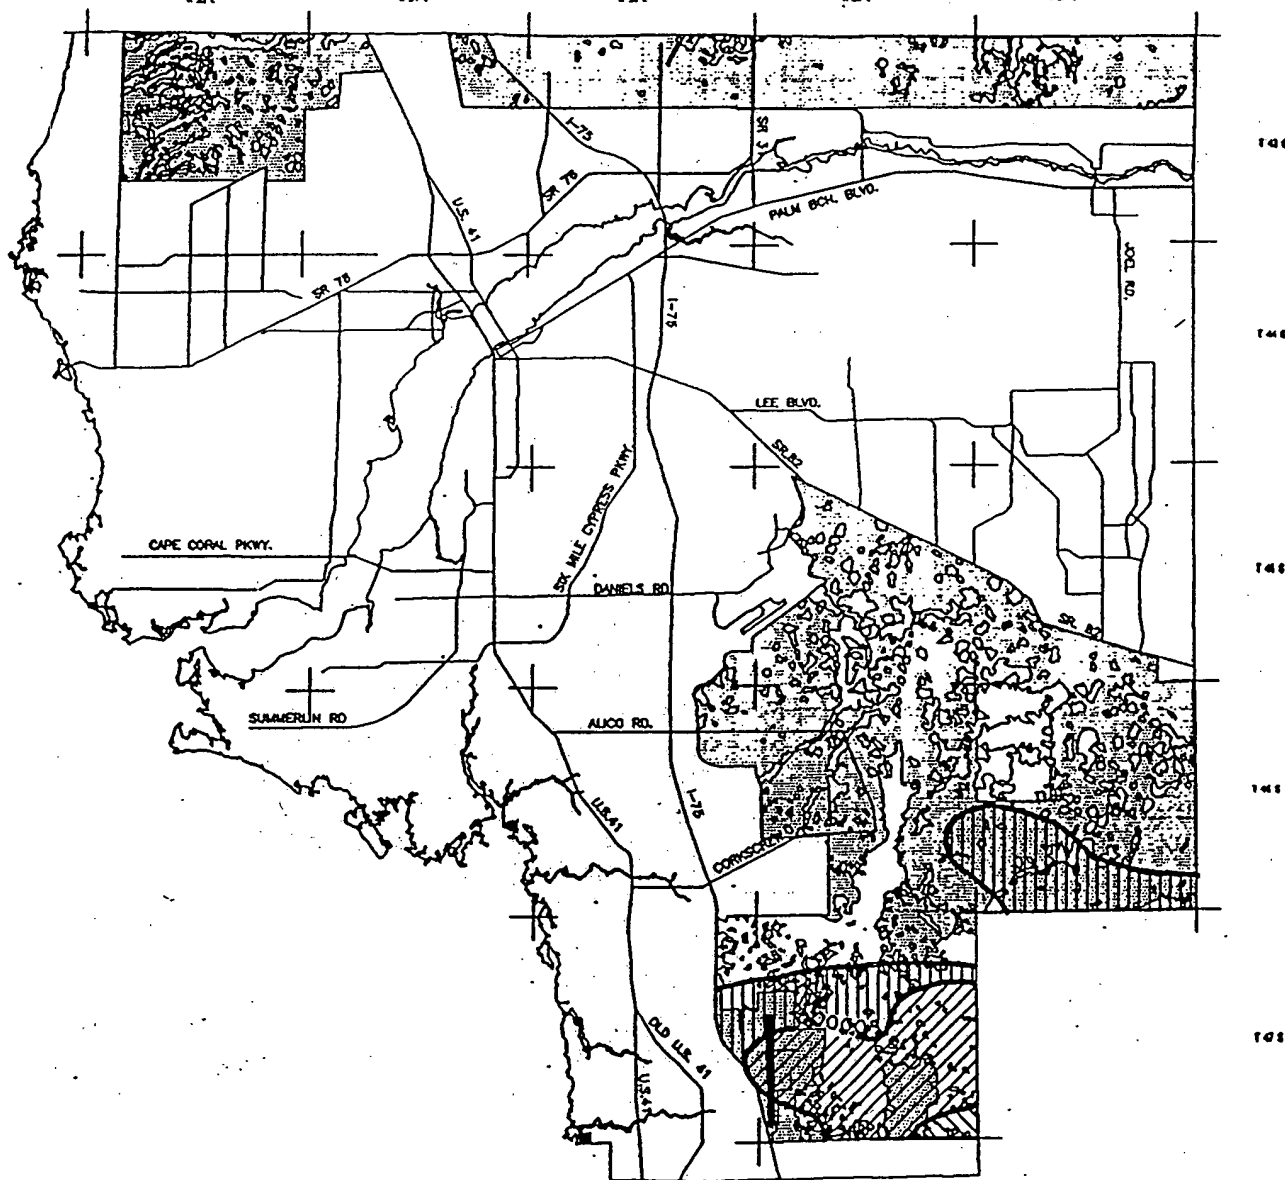 I-75
SR 31
SR 78
U.S. 41
PALM BCH. BLVD.
JOEL RD.
SR 78
I-75
LEE BLVD.
SR.82
SIX MILE CYPRESS PKWY.
CAPE CORAL PKWY.
DANIELS RD.
SR. 82
SUMMERLIN RD
ALICO RD.
U.S.41
I-75
CORKSCREW
OLD U.S. 41
U.S.41